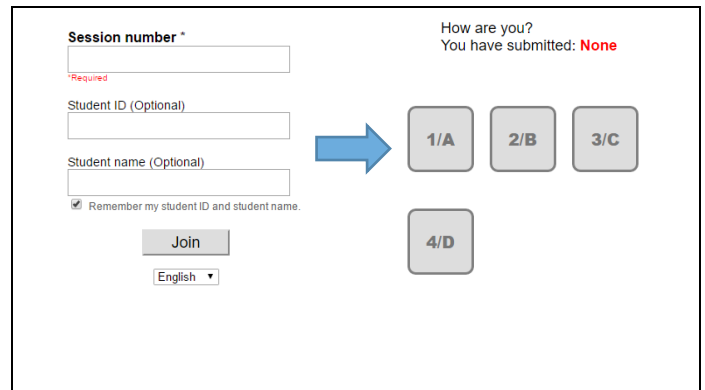 Session number *
*Required
Student ID (Optional)
Student name (Optional)
Remember my student ID and student name.
Join
English
How are you?
You have submitted: None
1/A
2/B
3/C
4/D